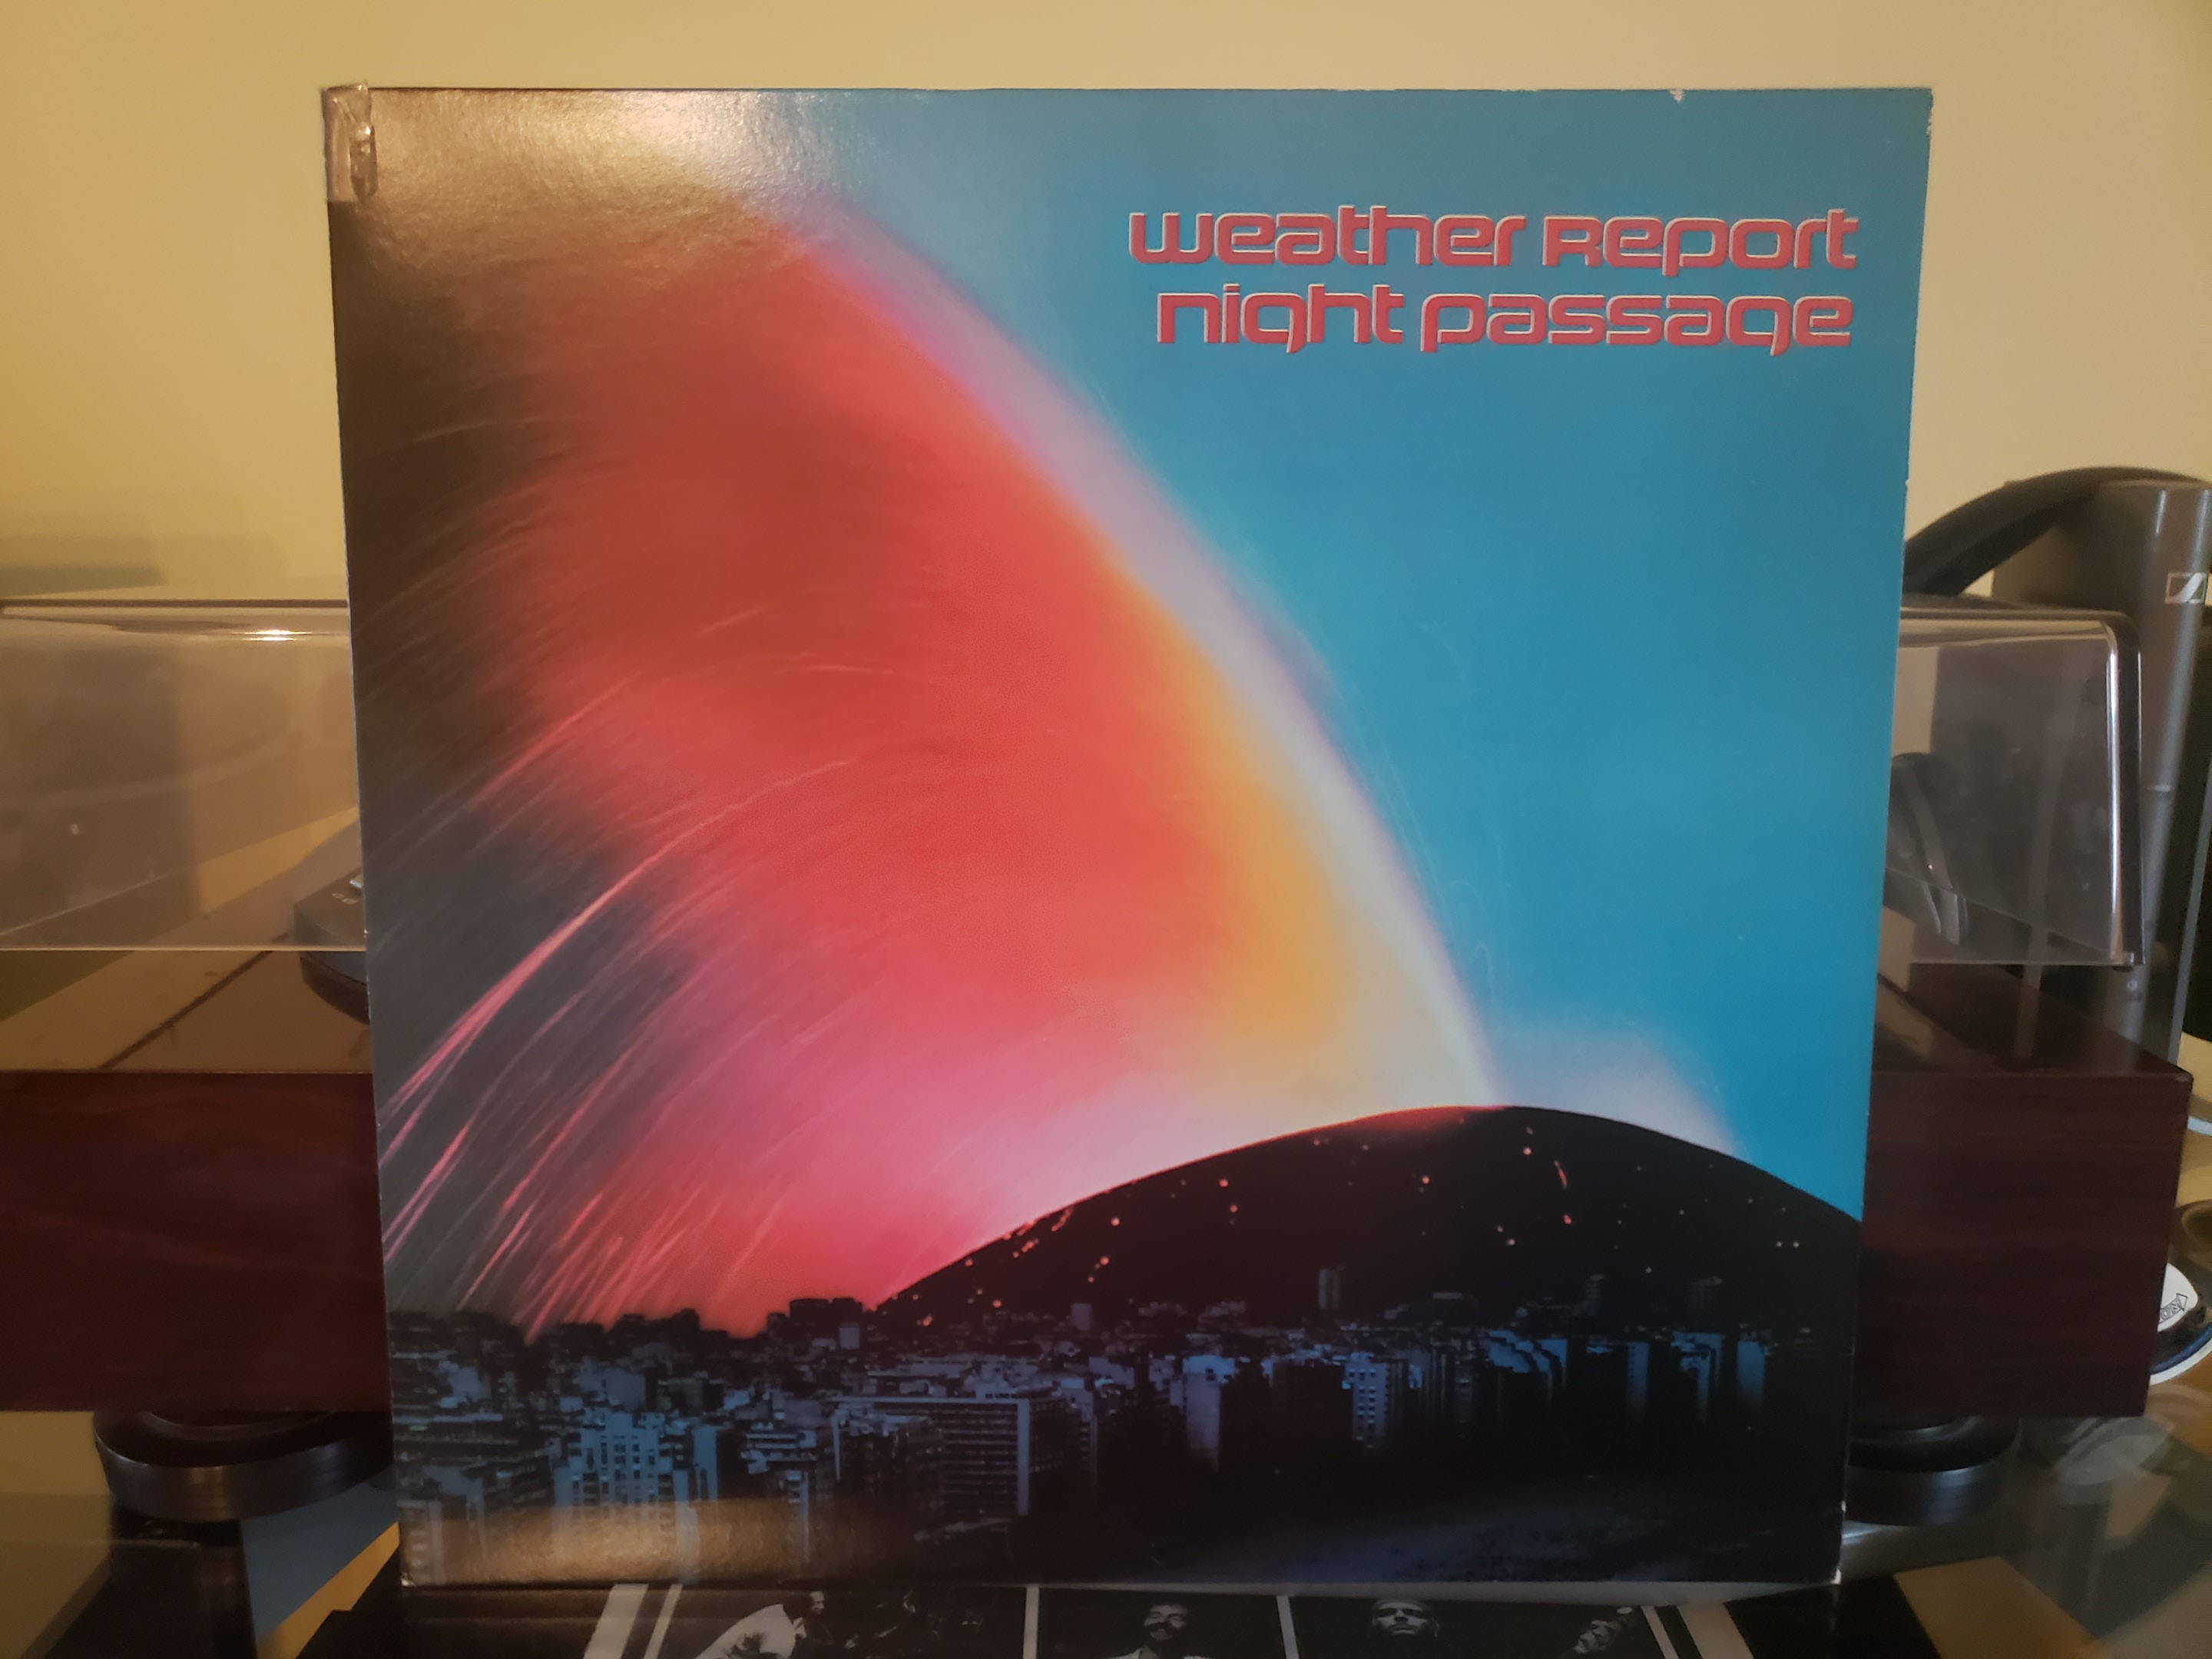 weather Report
night passage